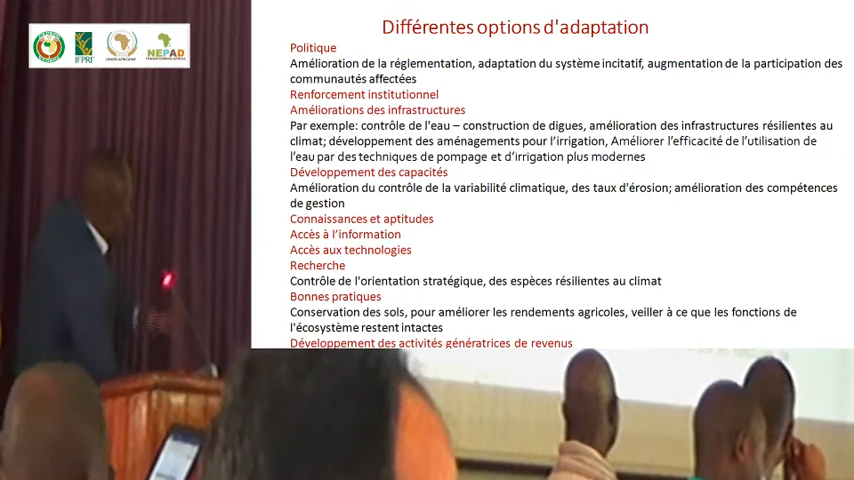 IFPRI
UNION AFRICAINE
NEPAD
TRANSFORMING AFRICA
Différentes options d'adaptation
Politique
Amélioration de la réglementation, adaptation du système incitatif, augmentation de la participation des
communautés affectées
Renforcement institutionnel
Améliorations des infrastructures
Par exemple: contrôle de l'eau – construction de digues, amélioration des infrastructures résilientes au
climat; développement des aménagements pour l'irrigation, Améliorer l'efficacité de l'utilisation de
l'eau par des techniques de pompage et d'irrigation plus modernes
Développement des capacités
Amélioration du contrôle de la variabilité climatique, des taux d'érosion; amélioration des compétences
de gestion
Connaissances et aptitudes
Accès à l'information
Accès aux technologies
Recherche
Contrôle de l'orientation stratégique, des espèces résilientes au climat
Bonnes pratiques
Conservation des sols, pour améliorer les rendements agricoles, veiller à ce que les fonctions de
l'écosystème restent intactes
Développement des activités génératrices de revenus